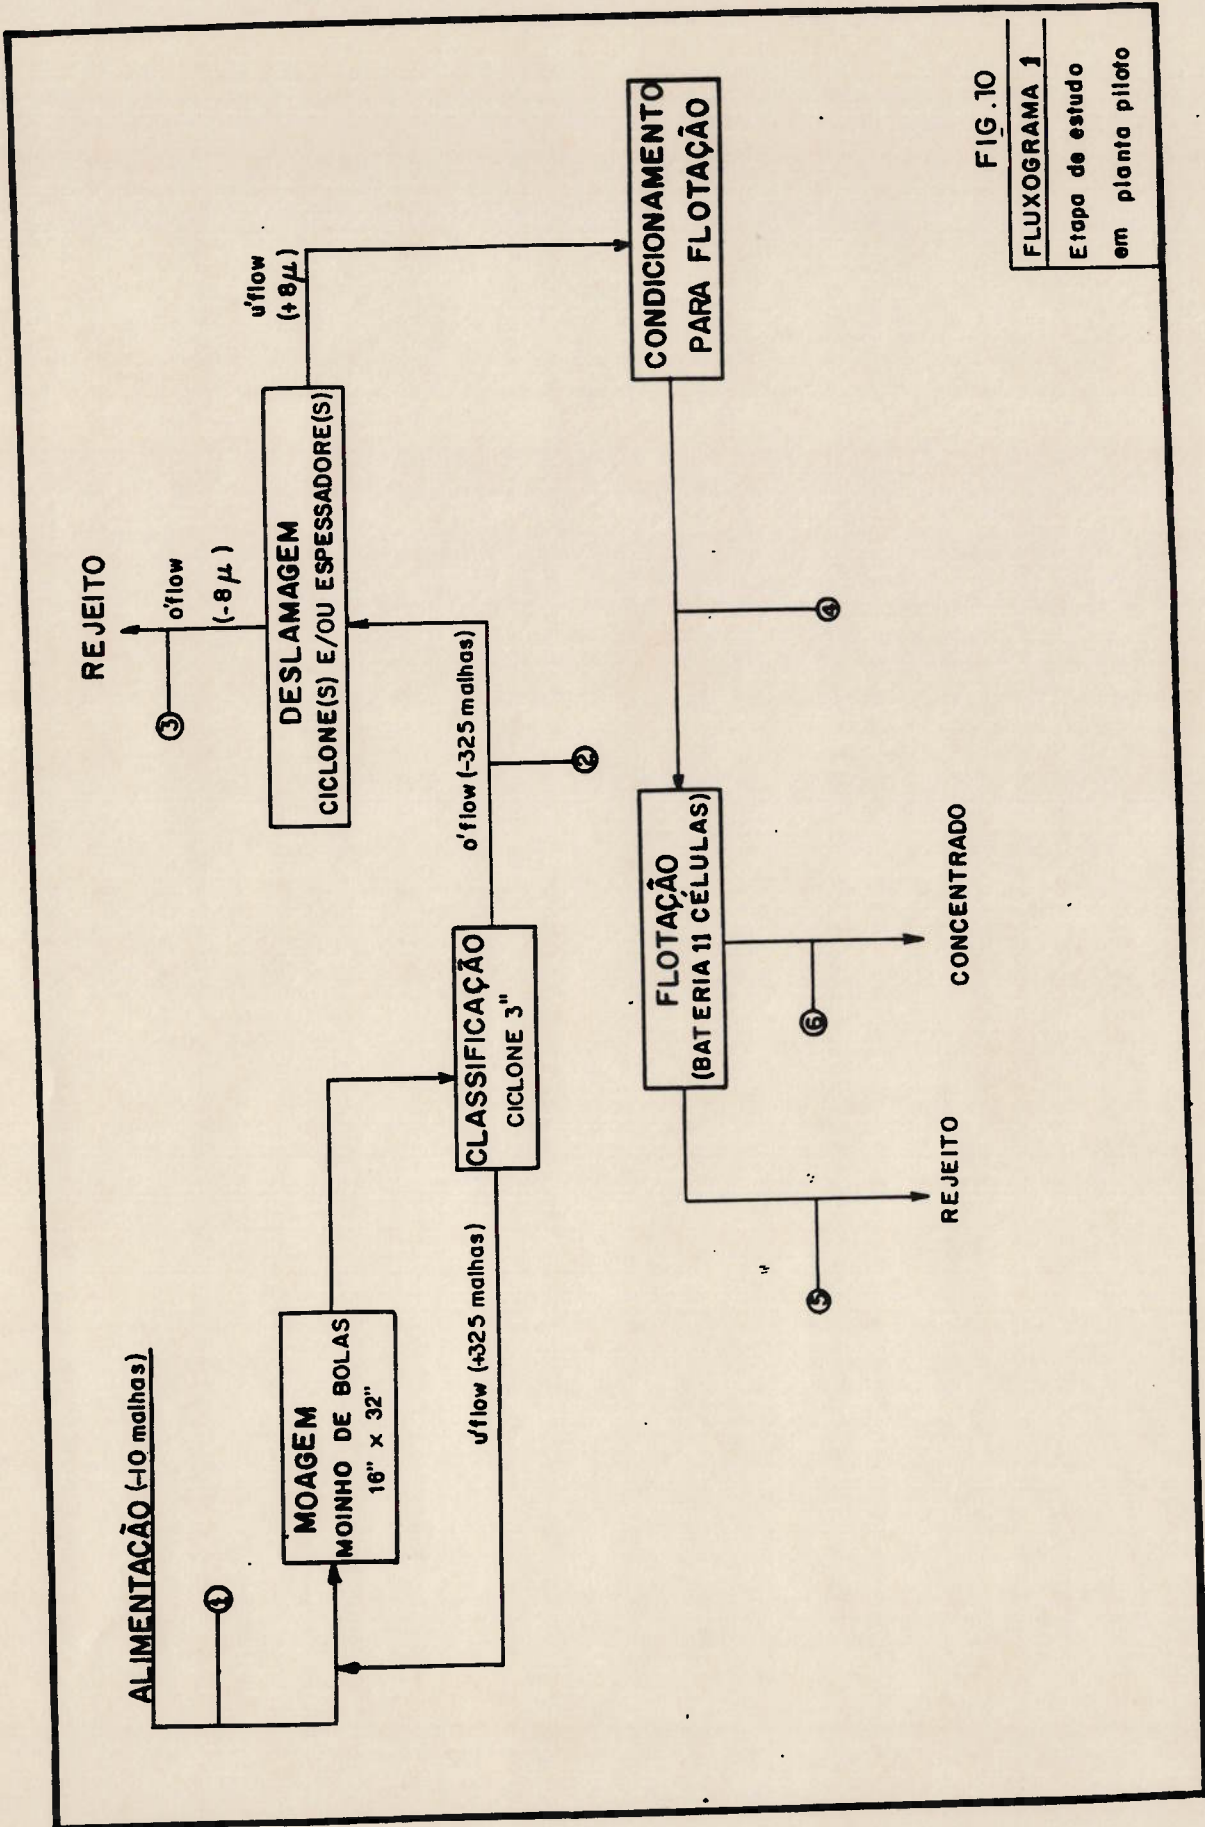 ALIMENTAÇÃO (-10 malhas)
1
MOAGEM
MOINHO DE BOLAS
16" x 32"
u'flow (+325 malhas)
CLASSIFICAÇÃO
CICLONE 3"
o'flow (-325 malhas)
2
DESLAMAGEM
CICLONE(S) E/OU ESPESSADORE(S)
REJEITO
o'flow
(-8µ)
3
u'flow
(+8µ)
CONDICIONAMENTO
PARA FLOTAÇÃO
4
FLOTAÇÃO
(BATERIA 11 CÉLULAS)
5
REJEITO
6
CONCENTRADO
FIG.10
FLUXOGRAMA 1
Etapa de estudo
em planta piloto